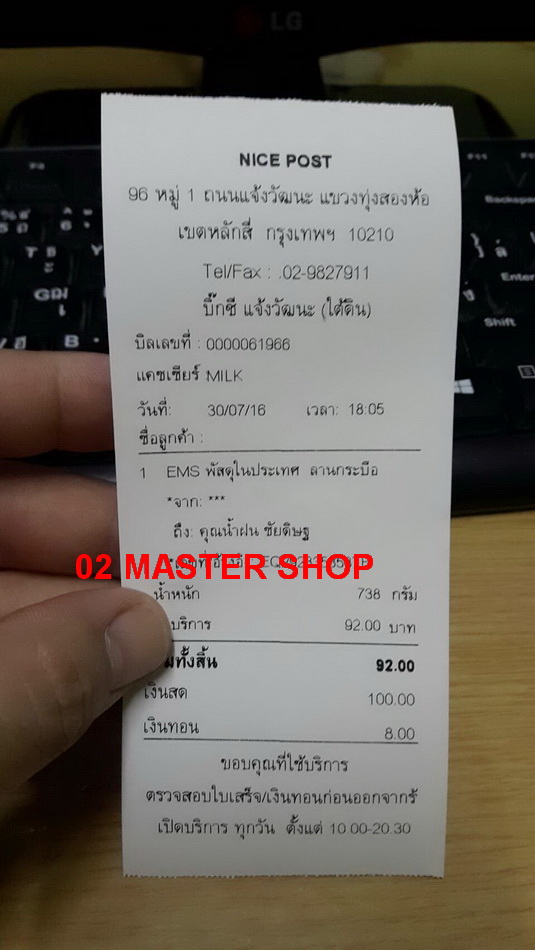 LG
NICE POST
96 หมู่ 1 ถนนแจ้งวัฒนะ แขวงทุ่งสองห้อ
เขตหลักสี่ กรุงเทพฯ 10210
Tel/Fax : .02-9827911
บิ๊กซี แจ้งวัฒนะ (ใต้ดิน)
บิลเลขที่ : 0000061966
แคชเชียร์ :MILK
วันที่: 30/07/16 เวลา: 18:05
ชื่อลูกค้า :
1 EMS พัสดุในประเทศ ลานกระบือ
*จาก: ***
ถึง: คุณน้ำฝน ชัยดิษฐ
02 MASTER SHOP
น้ำหนัก 738 กรัม
บริการ 92.00 บาท
มทั้งสิ้น 92.00
เงินสด 100.00
เงินทอน 8.00
ขอบคุณที่ใช้บริการ
ตรวจสอบใบเสร็จ/เงินทอนก่อนออกจากร้
เปิดบริการ ทุกวัน ตั้งแต่ 10.00-20.30
Enter
Shift